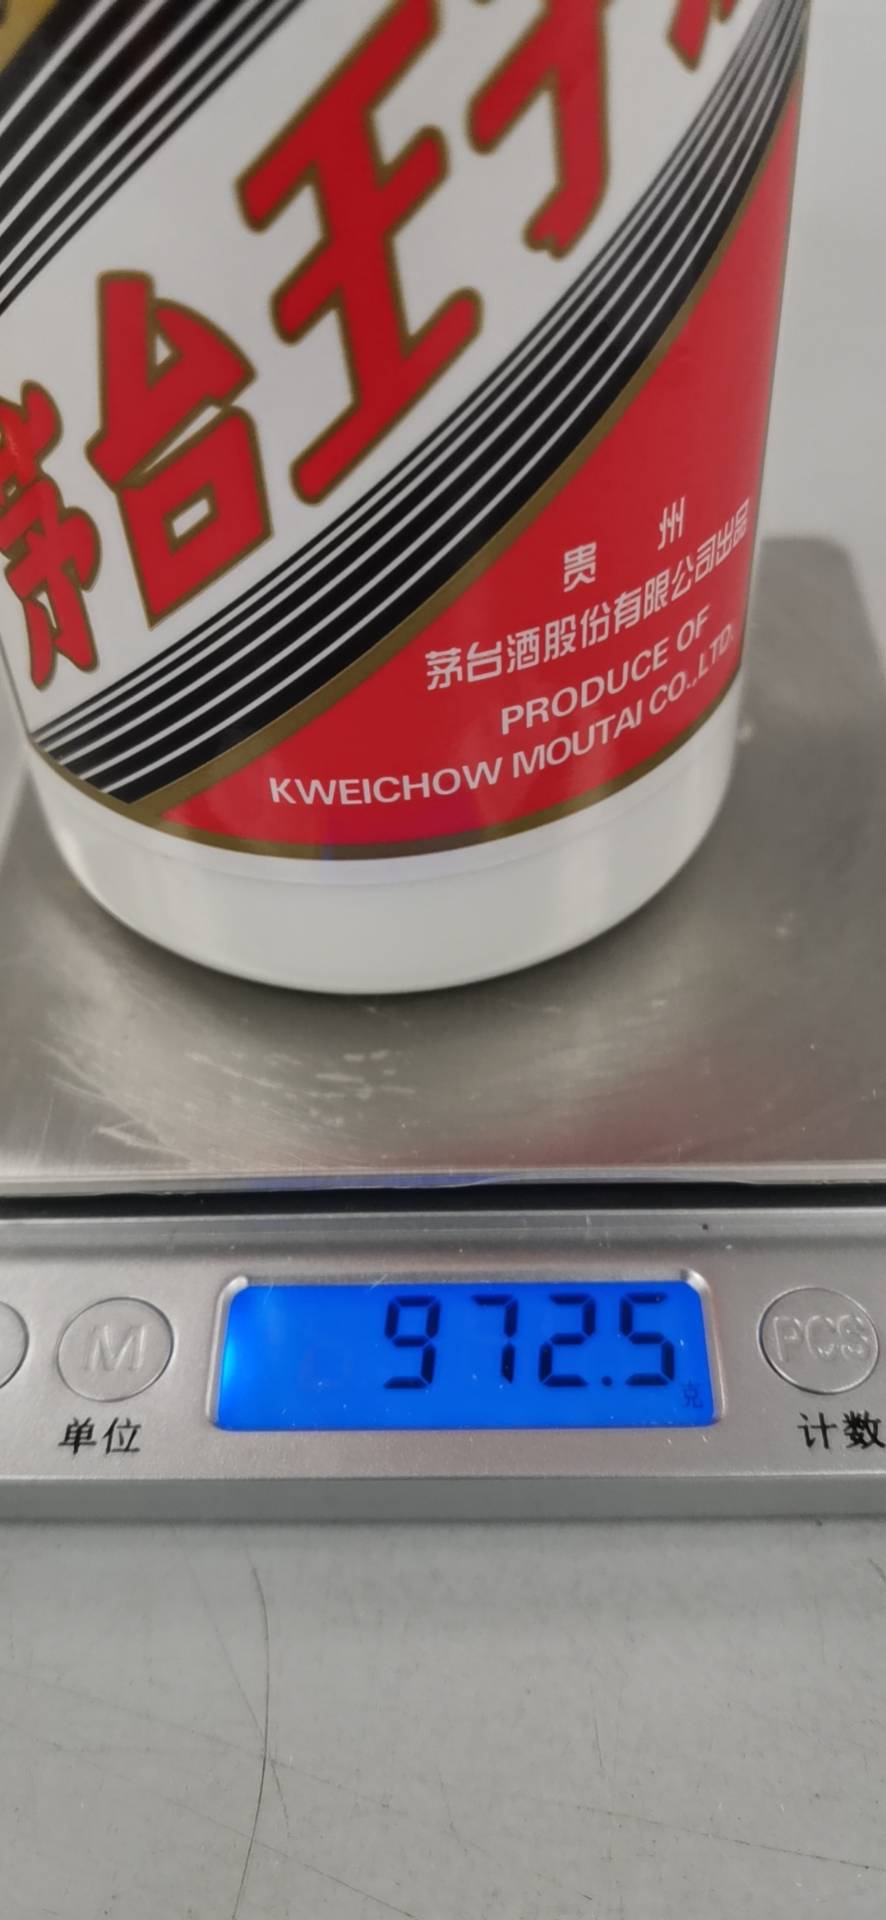 茅台王子
贵州
茅台酒股份有限公司出品
PRODUCE OF
KWEICHOW MOUTAI CO.,LTD.
972.5
克
M
PCS
单位
计数